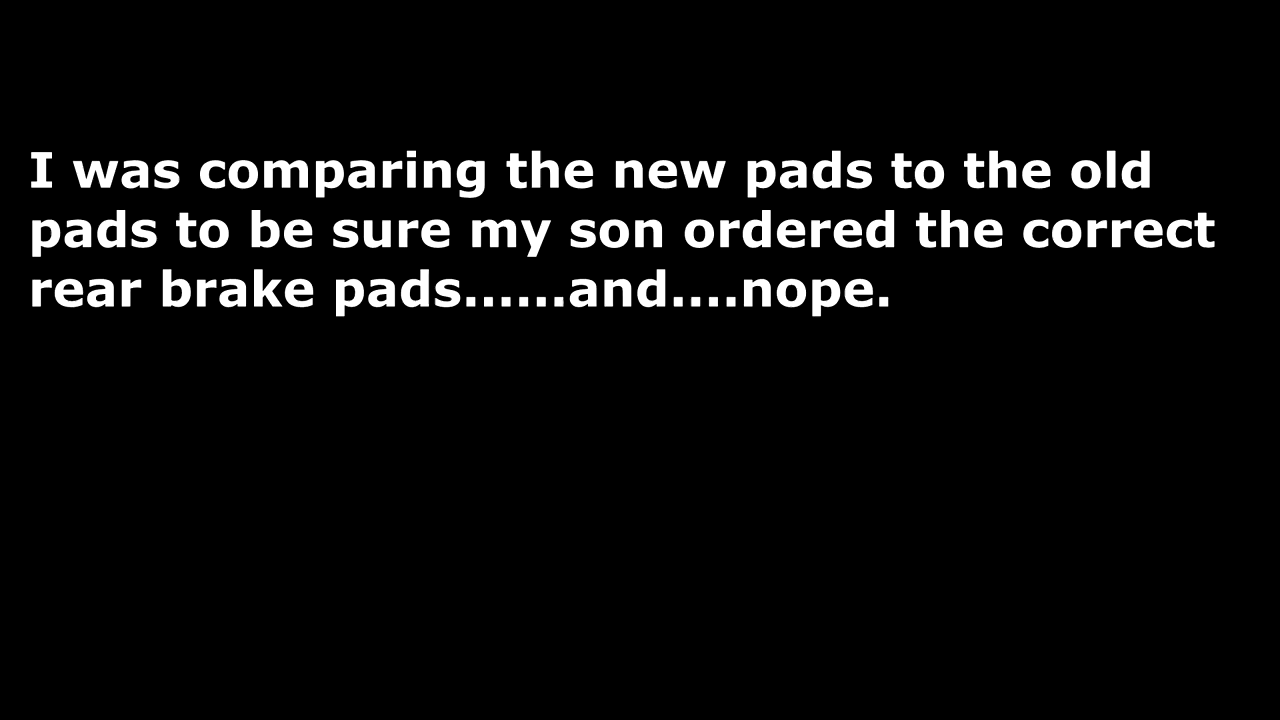 I was comparing the new pads to the old
pads to be sure my son ordered the correct
rear brake pads......and....nope.